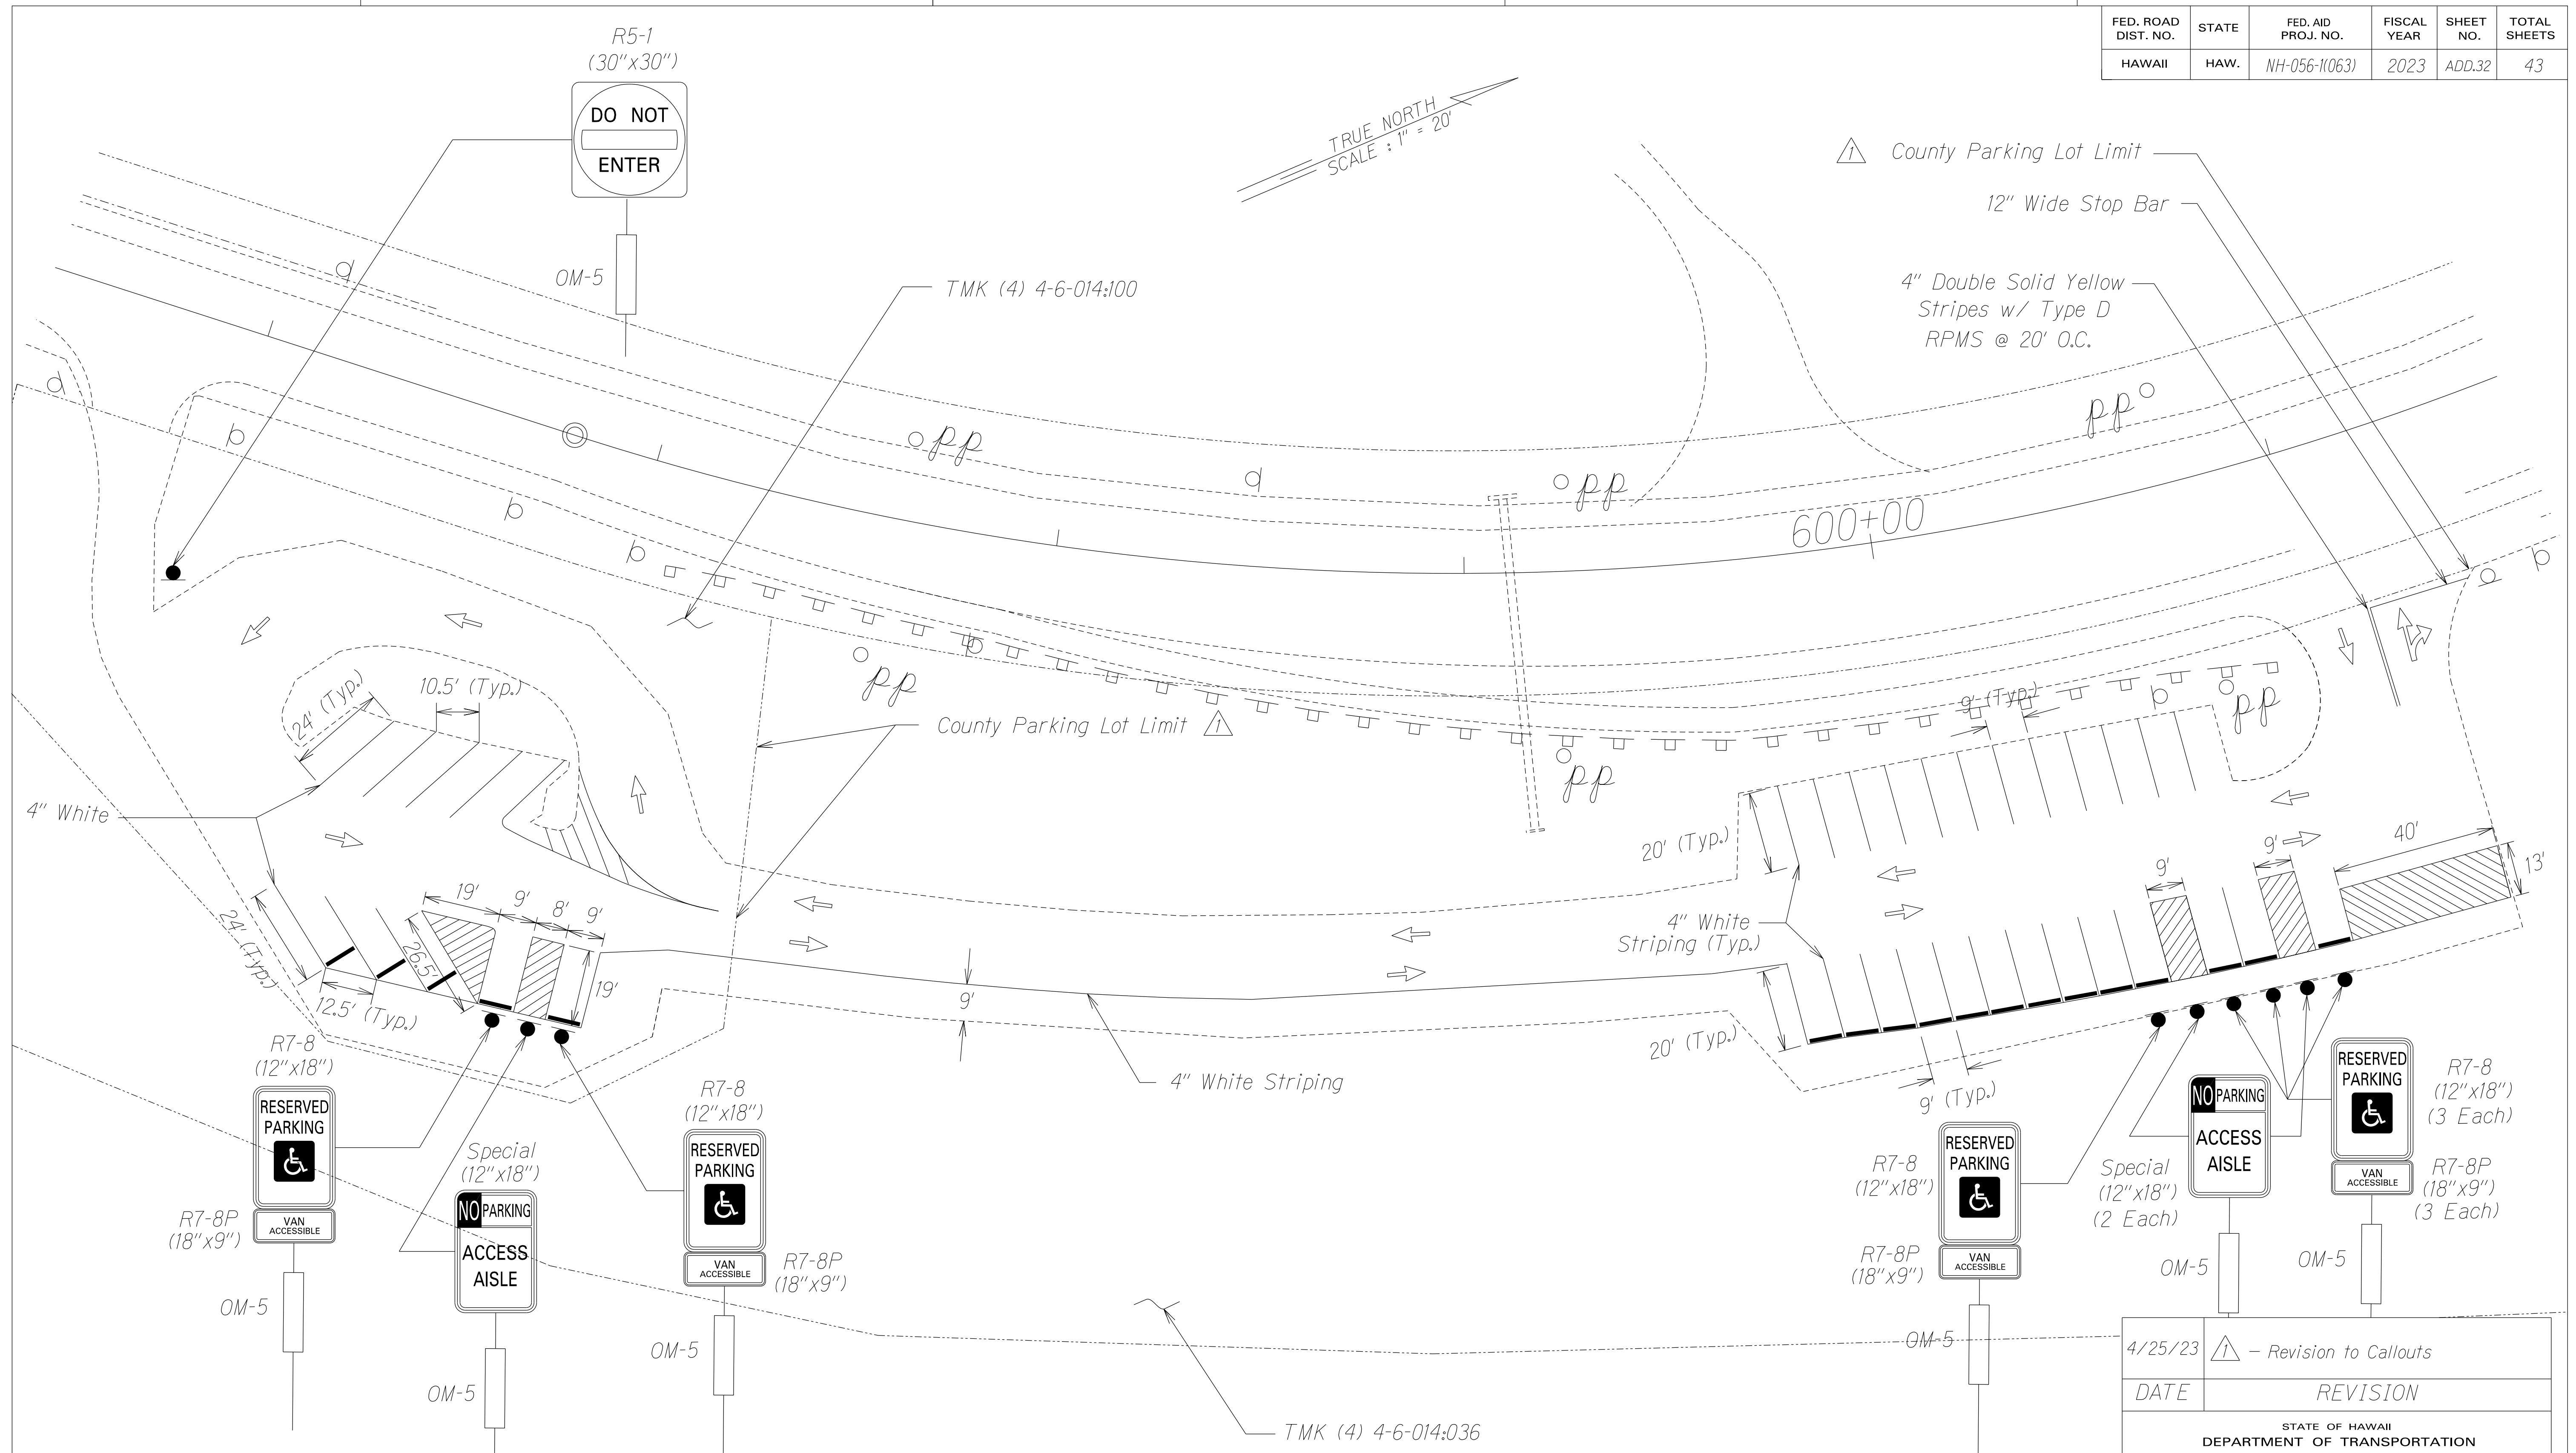 FED. ROAD DIST. NO.
STATE
FED. AID PROJ. NO.
FISCAL YEAR
SHEET NO.
TOTAL SHEETS
HAWAII
HAW.
NH-056-1(063)
2023
ADD.32
43
R5-1
(30"x30")
DO NOT
ENTER
OM-5
TRUE NORTH
SCALE : 1" = 20'
1 County Parking Lot Limit
12" Wide Stop Bar
4" Double Solid Yellow
Stripes w/ Type D
RPMS @ 20' O.C.
TMK (4) 4-6-014:100
pp
pp
pp
600+00
pp
pp
pp
24' (Typ.)
10.5' (Typ.)
County Parking Lot Limit 1
9' (Typ.)
4" White
20' (Typ.)
4" White
Striping (Typ.)
9'
9'
40'
13'
24' (Typ.)
19'
9'
8'
9'
26.5'
19'
12.5' (Typ.)
9'
4" White Striping
20' (Typ.)
9' (Typ.)
R7-8
(12"x18")
RESERVED
PARKING
VAN
ACCESSIBLE
R7-8P
(18"x9")
OM-5
Special
(12"x18")
NO PARKING
ACCESS
AISLE
OM-5
R7-8
(12"x18")
RESERVED
PARKING
VAN
ACCESSIBLE
R7-8P
(18"x9")
OM-5
TMK (4) 4-6-014:036
R7-8
(12"x18")
RESERVED
PARKING
VAN
ACCESSIBLE
R7-8P
(18"x9")
OM-5
Special
(12"x18")
(2 Each)
NO PARKING
ACCESS
AISLE
OM-5
RESERVED
PARKING
VAN
ACCESSIBLE
R7-8
(12"x18")
(3 Each)
R7-8P
(18"x9")
(3 Each)
OM-5
4/25/23
1 - Revision to Callouts
DATE
REVISION
STATE OF HAWAII
DEPARTMENT OF TRANSPORTATION